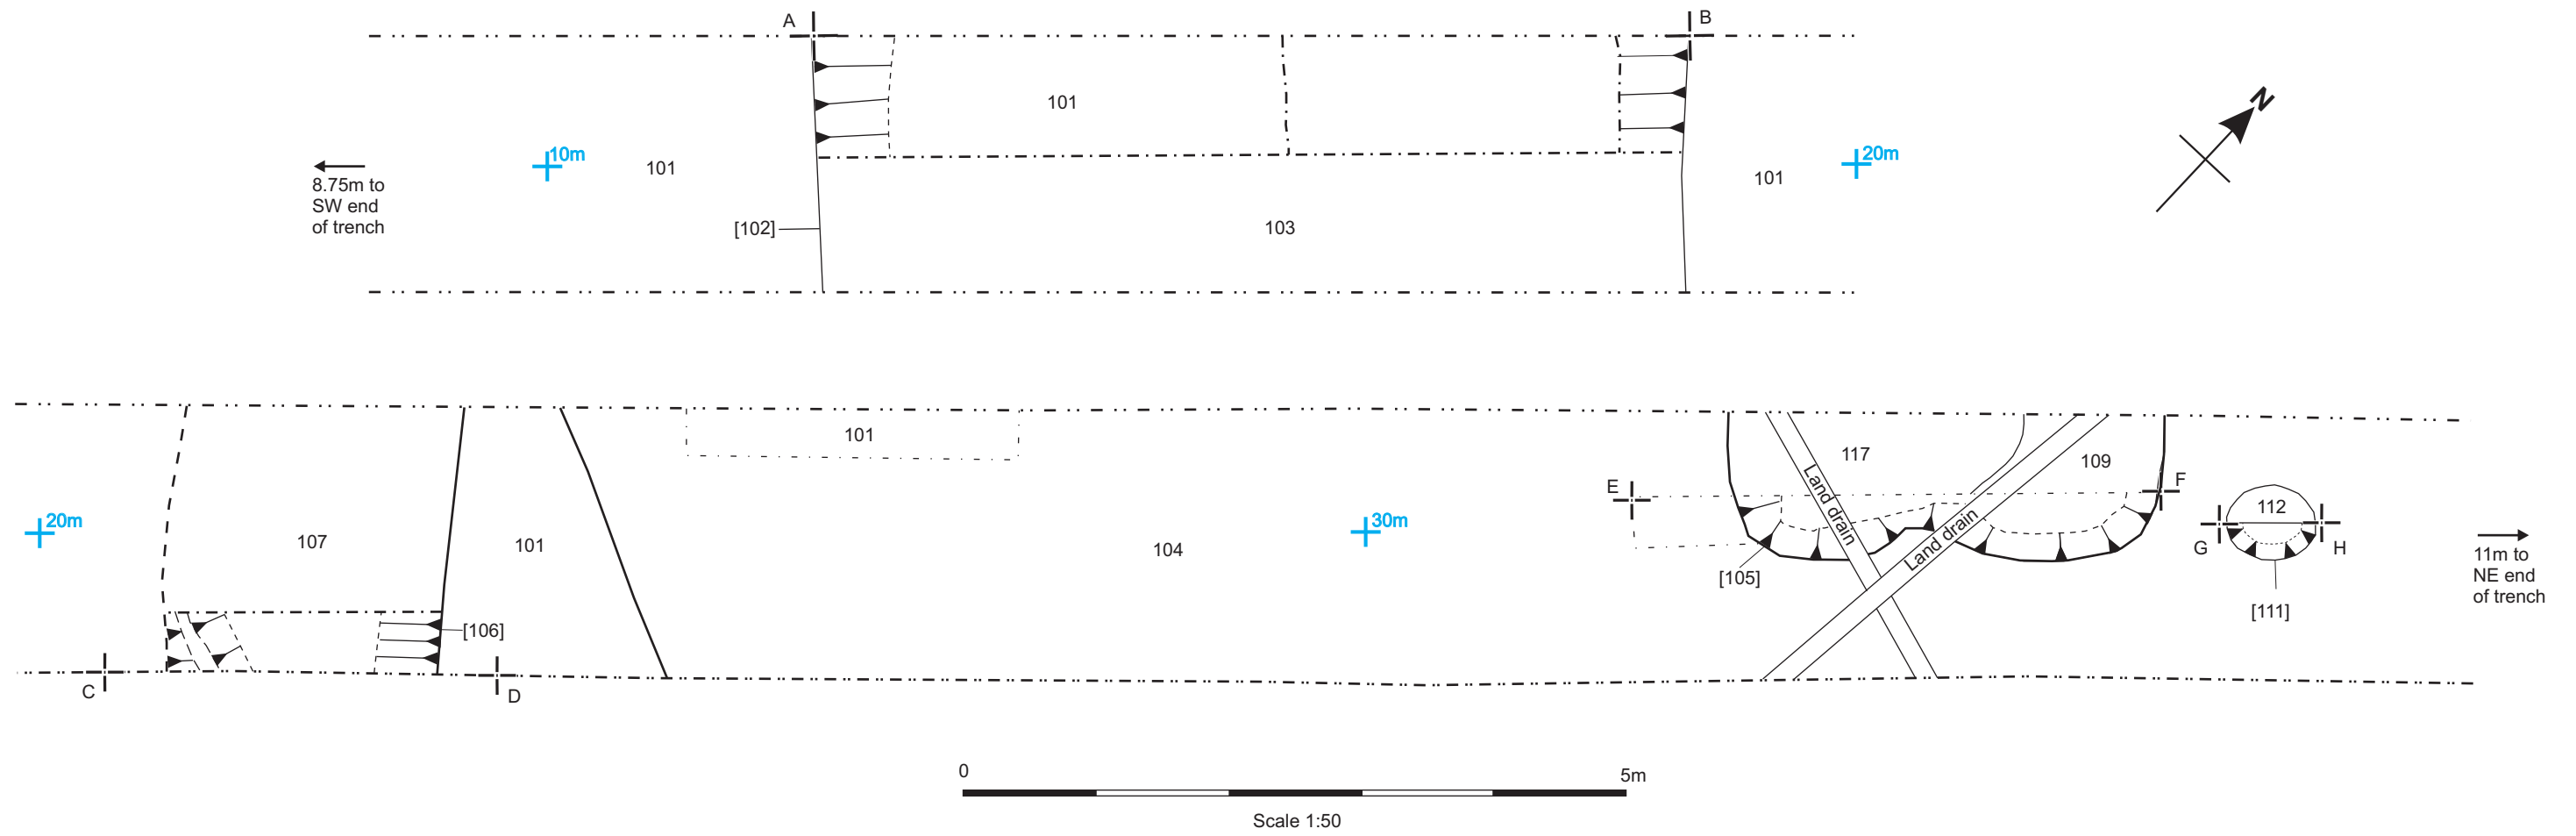 A
B
N
101
10m
20m
101
101
8.75m to
SW end
of trench
[102]
103
101
117
109
E
F
Land drain
112
20m
30m
107
101
104
Land drain
G
H
[105]
11m to
NE end
of trench
[111]
[106]
C
D
0
5m
Scale 1:50